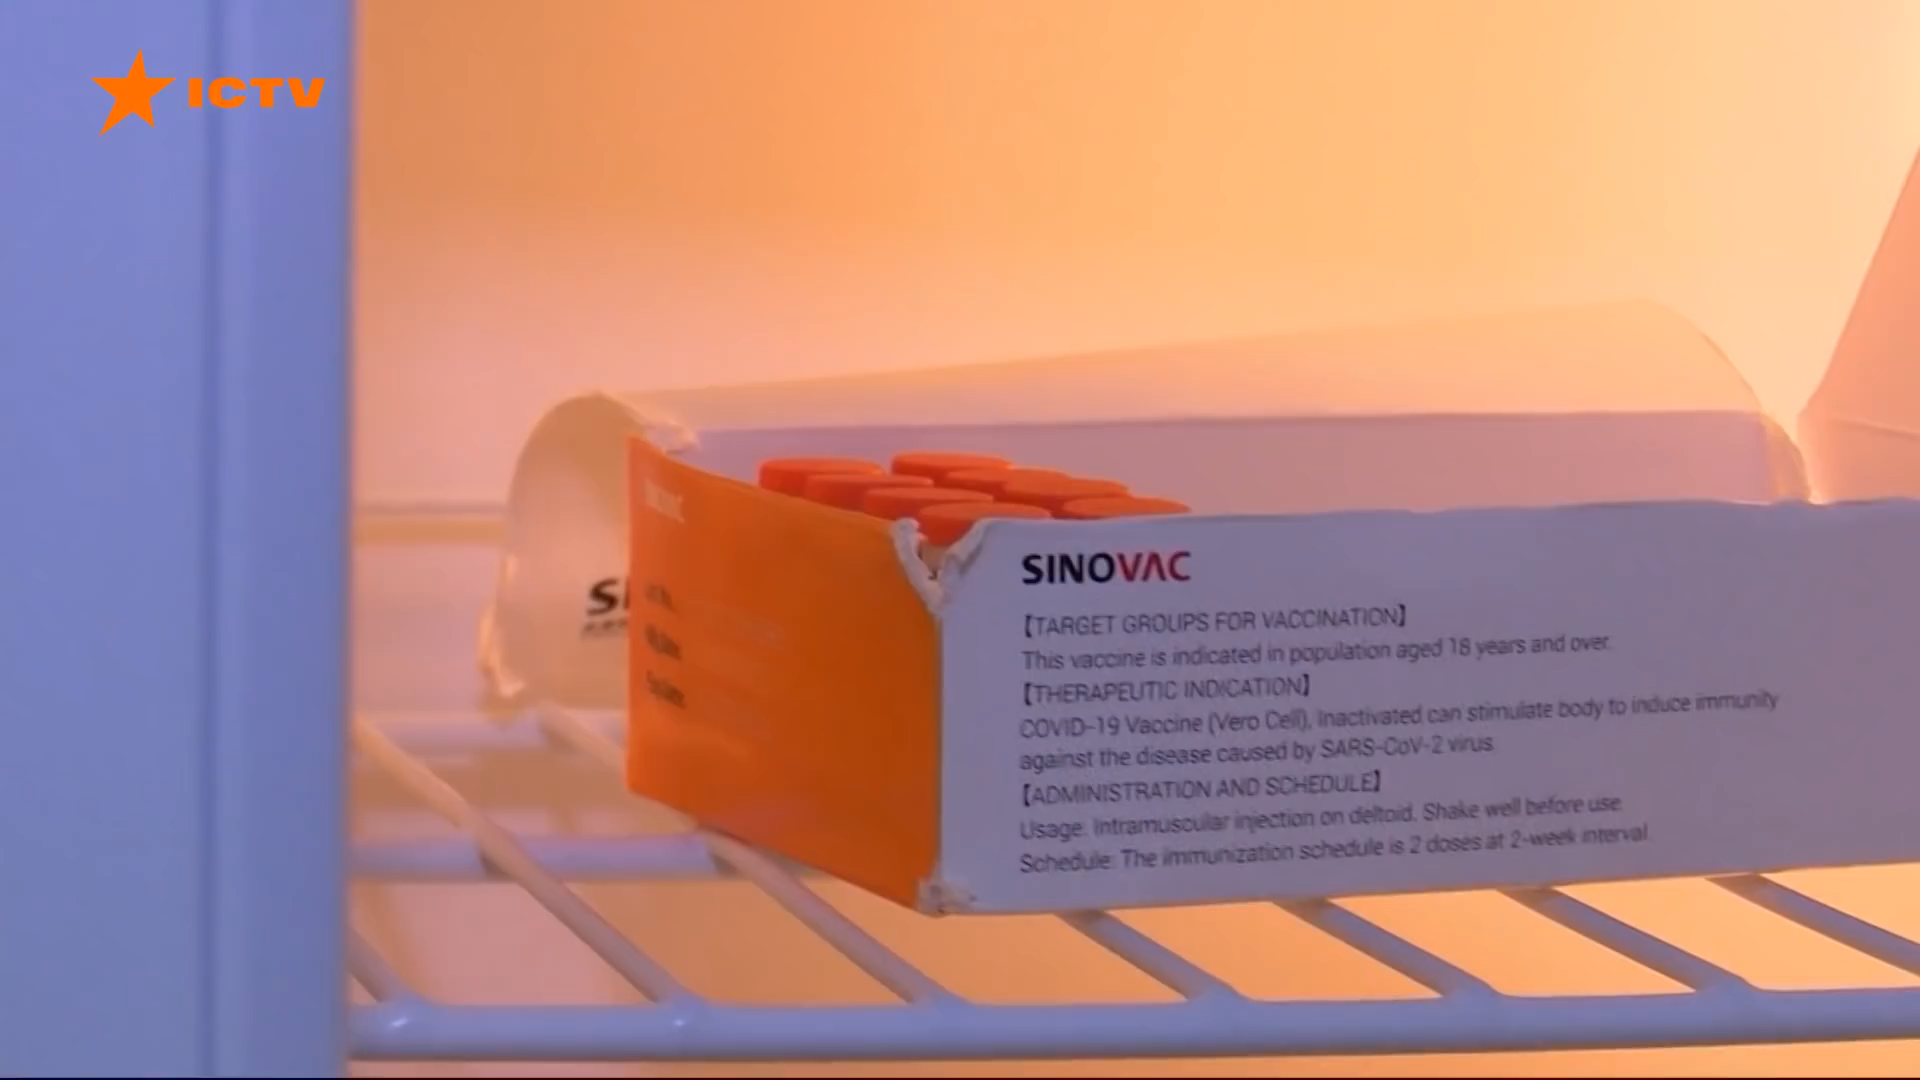 ICTV
SINOVAC
【TARGET GROUPS FOR VACCINATION】
This vaccine is indicated in population aged 18 years and over.
【THERAPEUTIC INDICATION】
COVID-19 Vaccine (Vero Cell), Inactivated can stimulate body to induce immunity
against the disease caused by SARS-CoV-2 virus.
【ADMINISTRATION AND SCHEDULE】
Usage: Intramuscular injection on deltoid. Shake well before use.
Schedule: The immunization schedule is 2 doses at 2-week interval.